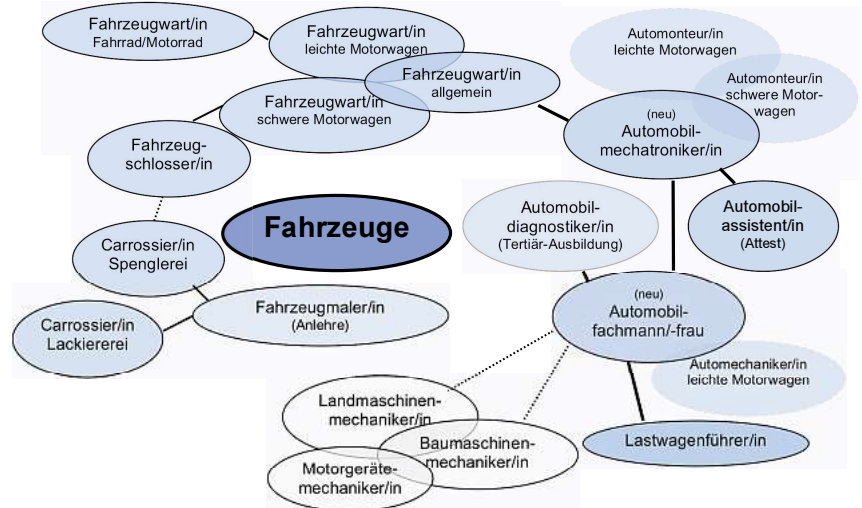 Fahrzeugwart/in
Fahrrad/Motorrad
Fahrzeugwart/in
leichte Motorwagen
Fahrzeugwart/in
allgemein
Fahrzeugwart/in
schwere Motorwagen
Automonteur/in
leichte Motorwagen
Automonteur/in
schwere Motor-
wagen
(neu)
Automobil-
mechatroniker/in
Fahrzeug-
schlosser/in
Fahrzeuge
Automobil-
diagnostiker/in
(Tertiär-Ausbildung)
Automobil-
assistent/in
(Attest)
Carrossier/in
Spenglerei
Fahrzeugmaler/in
(Anlehre)
Carrossier/in
Lackiererei
(neu)
Automobil-
fachmann/-frau
Automechaniker/in
leichte Motorwagen
Landmaschinen-
mechaniker/in
Baumaschinen-
mechaniker/in
Motorgeräte-
mechaniker/in
Lastwagenführer/in